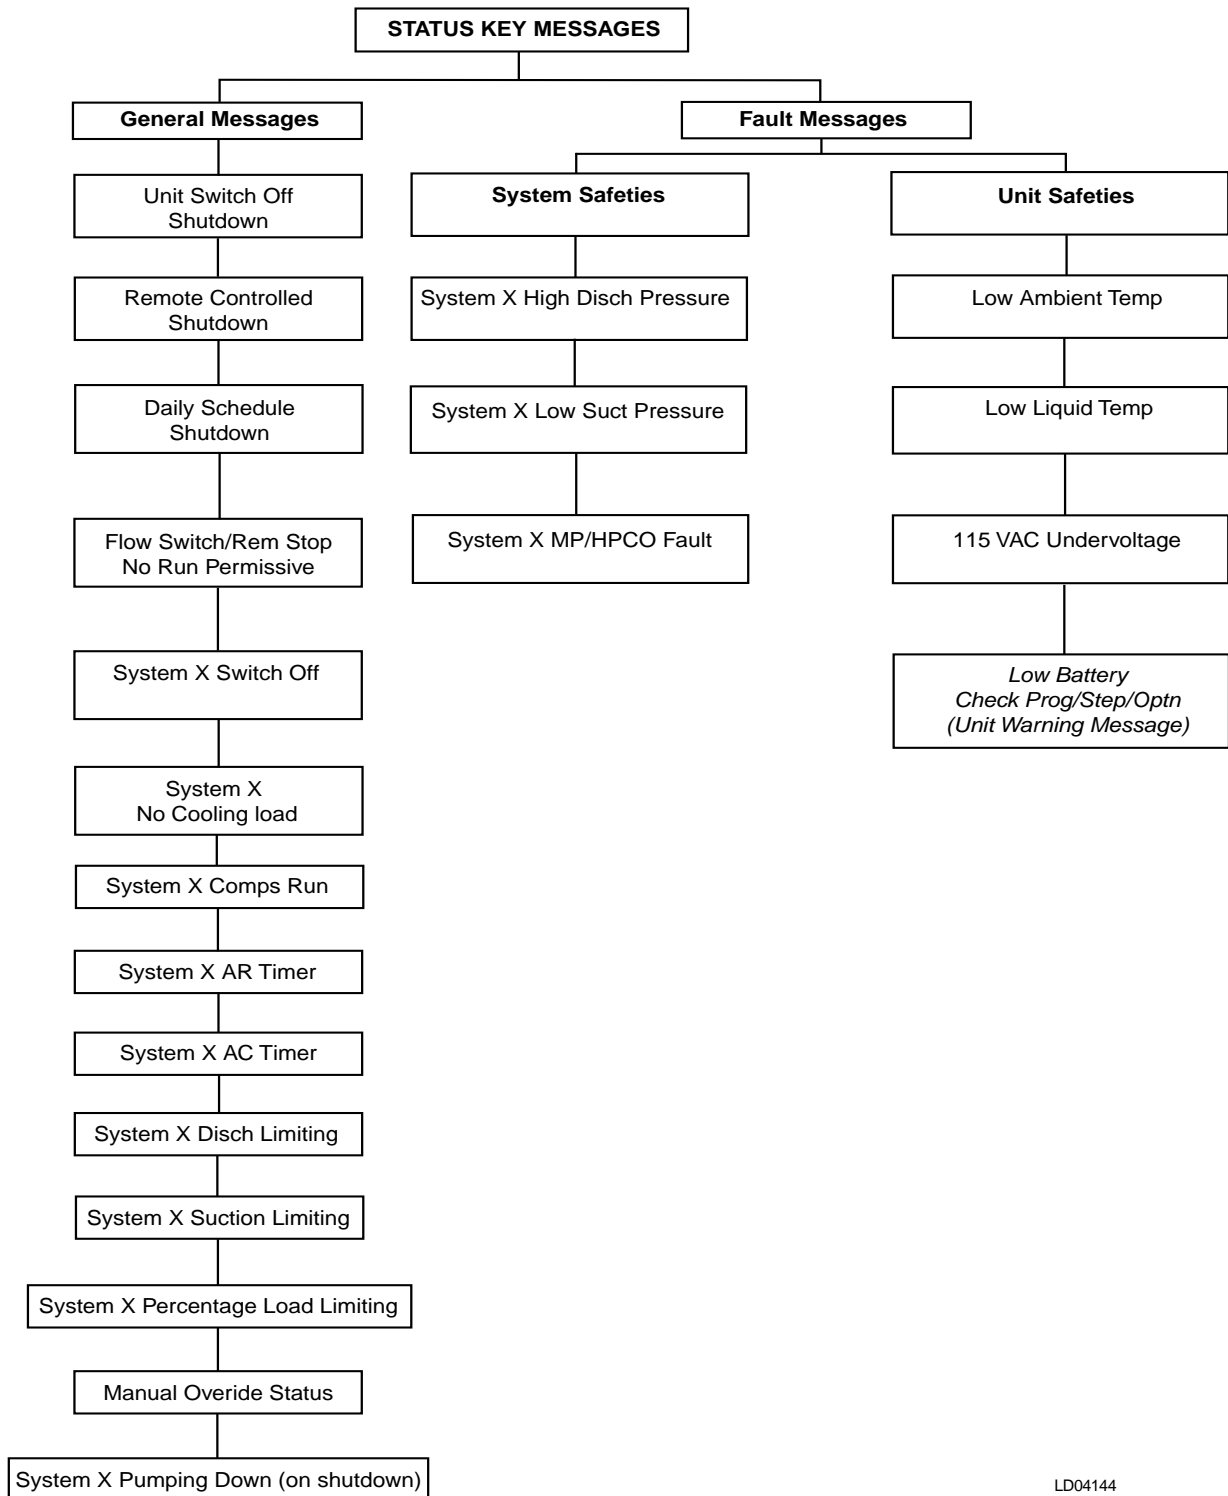 STATUS KEY MESSAGES
General Messages
Unit Switch Off
Shutdown
Remote Controlled
Shutdown
Daily Schedule
Shutdown
Flow Switch/Rem Stop
No Run Permissive
System X Switch Off
System X
No Cooling load
System X Comps Run
System X AR Timer
System X AC Timer
System X Disch Limiting
System X Suction Limiting
System X Percentage Load Limiting
Manual Overide Status
System X Pumping Down (on shutdown)
Fault Messages
System Safeties
System X High Disch Pressure
System X Low Suct Pressure
System X MP/HPCO Fault
Unit Safeties
Low Ambient Temp
Low Liquid Temp
115 VAC Undervoltage
Low Battery
Check Prog/Step/Optn
(Unit Warning Message)
LD04144